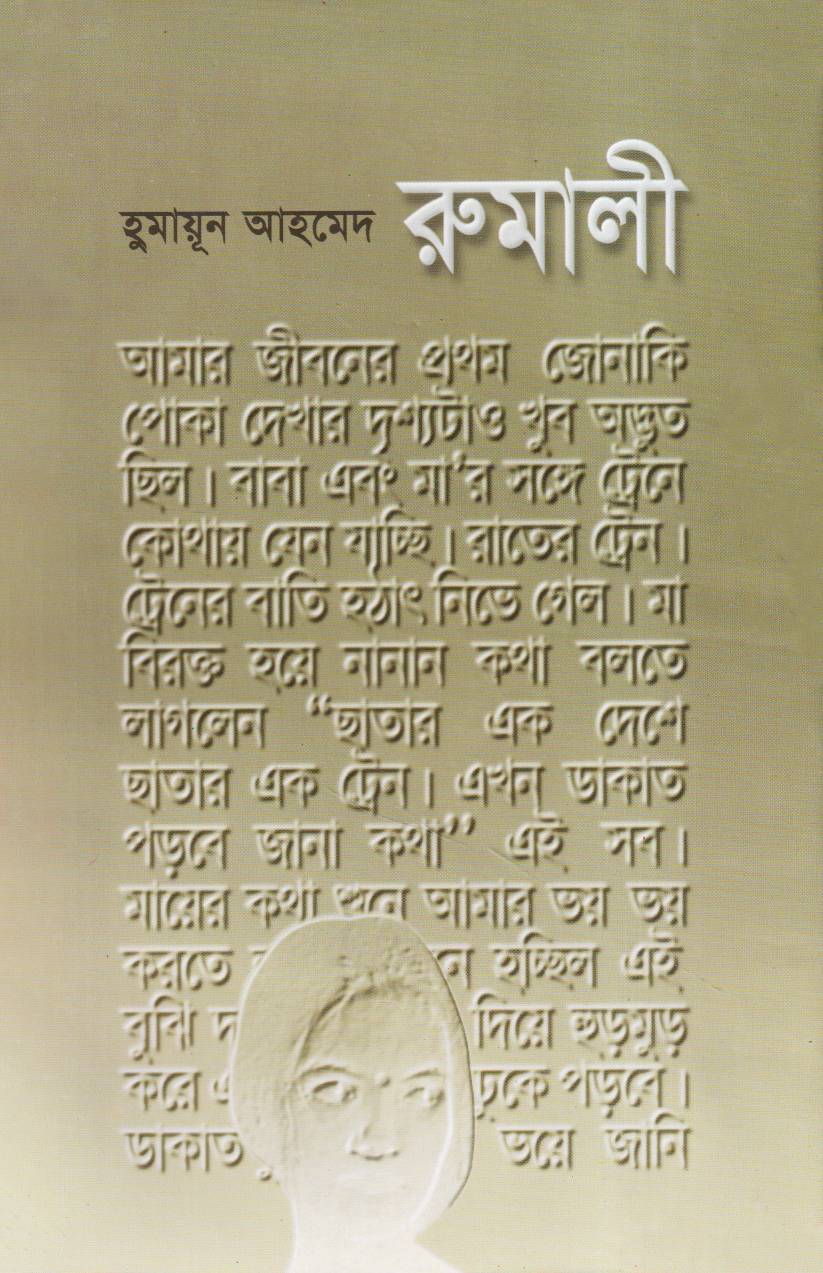 হুমায়ূন আহমেদ রুমালী
আমার জীবনের প্রথম জোনাকি
পোকা দেখার দৃশ্যটাও খুব অদ্ভুত
ছিল। বাবা এবং মা'র সঙ্গে ট্রেনে
কোথায় যেন যাচ্ছি। রাতের ট্রেন।
ট্রেনের বাতি হঠাৎ নিভে গেল। মা
বিরক্ত হয়ে নানান কথা বলতে
লাগলেন “ছাতার এক দেশে
ছাতার এক ট্রেন। এখন ডাকাত
পড়বে জানা কথা” এই সব।
মায়ের কথা শুনে আমার ভয় ভয়
করতে হচ্ছিল এই
বুঝি দিয়ে হুড়মুড়
করে ঢুকে পড়বে।
ডাকাত ভয়ে জানি